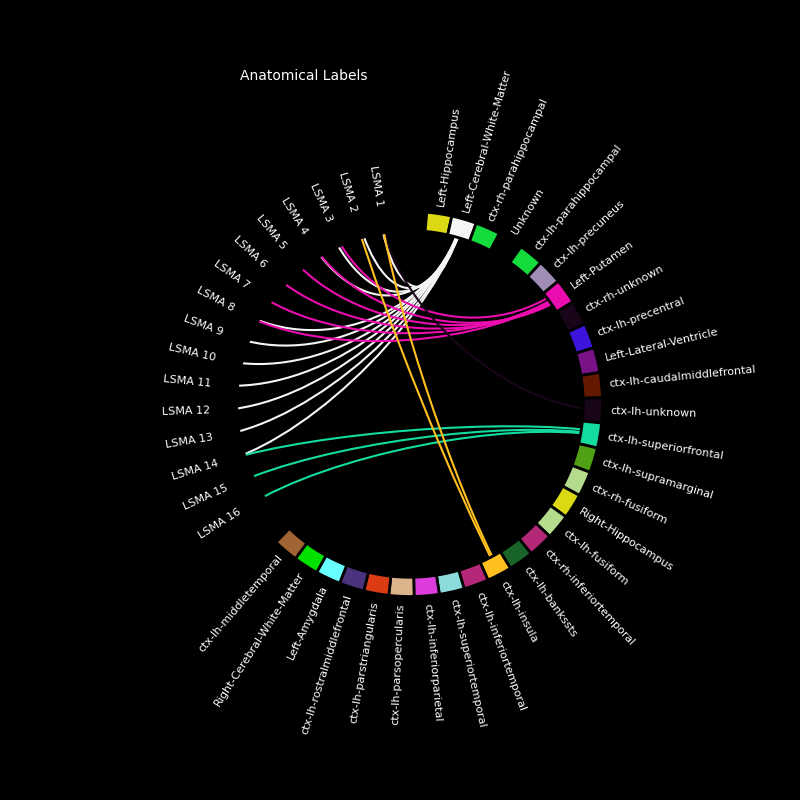 Anatomical Labels
LSMA 1
LSMA 2
LSMA 3
LSMA 4
LSMA 5
LSMA 6
LSMA 7
LSMA 8
LSMA 9
LSMA 10
LSMA 11
LSMA 12
LSMA 13
LSMA 14
LSMA 15
LSMA 16
Left-Hippocampus
Left-Cerebral-White-Matter
ctx-rh-parahippocampal
Unknown
ctx-lh-parahippocampal
ctx-lh-precuneus
Left-Putamen
ctx-rh-unknown
ctx-lh-precentral
Left-Lateral-Ventricle
ctx-lh-caudalmiddlefrontal
ctx-lh-unknown
ctx-lh-superiorfrontal
ctx-lh-supramarginal
ctx-rh-fusiform
Right-Hippocampus
ctx-lh-fusiform
ctx-rh-inferiortemporal
ctx-lh-bankssts
ctx-lh-insula
ctx-lh-inferiortemporal
ctx-lh-superiortemporal
ctx-lh-inferiorparietal
ctx-lh-parsopercularis
ctx-lh-parstriangularis
ctx-lh-rostralmiddlefrontal
Left-Amygdala
Right-Cerebral-White-Matter
ctx-lh-middletemporal